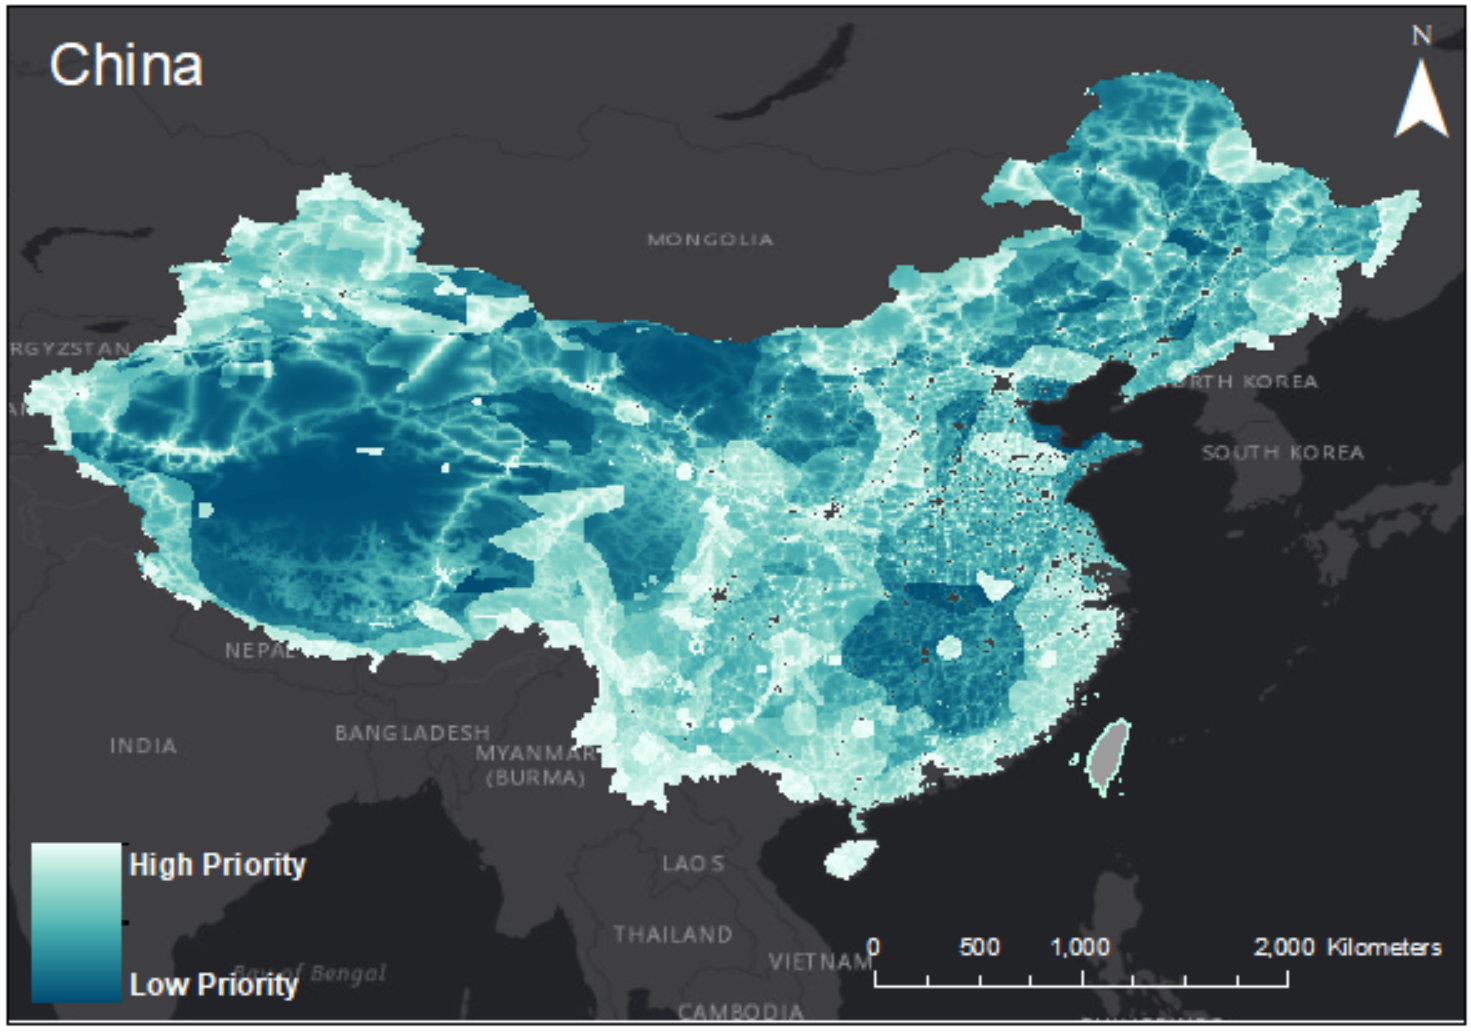 China
N
MONGOLIA
RGYZSTAN
RTH KOREA
SOUTH KOREA
NEPAL
INDIA
BANGLADESH
MYANMAR
(BURMA)
High Priority
LAOS
THAILAND
0 500 1,000 2,000 Kilometers
VIETNAM
Bay of Bengal
Low Priority
CAMBODIA